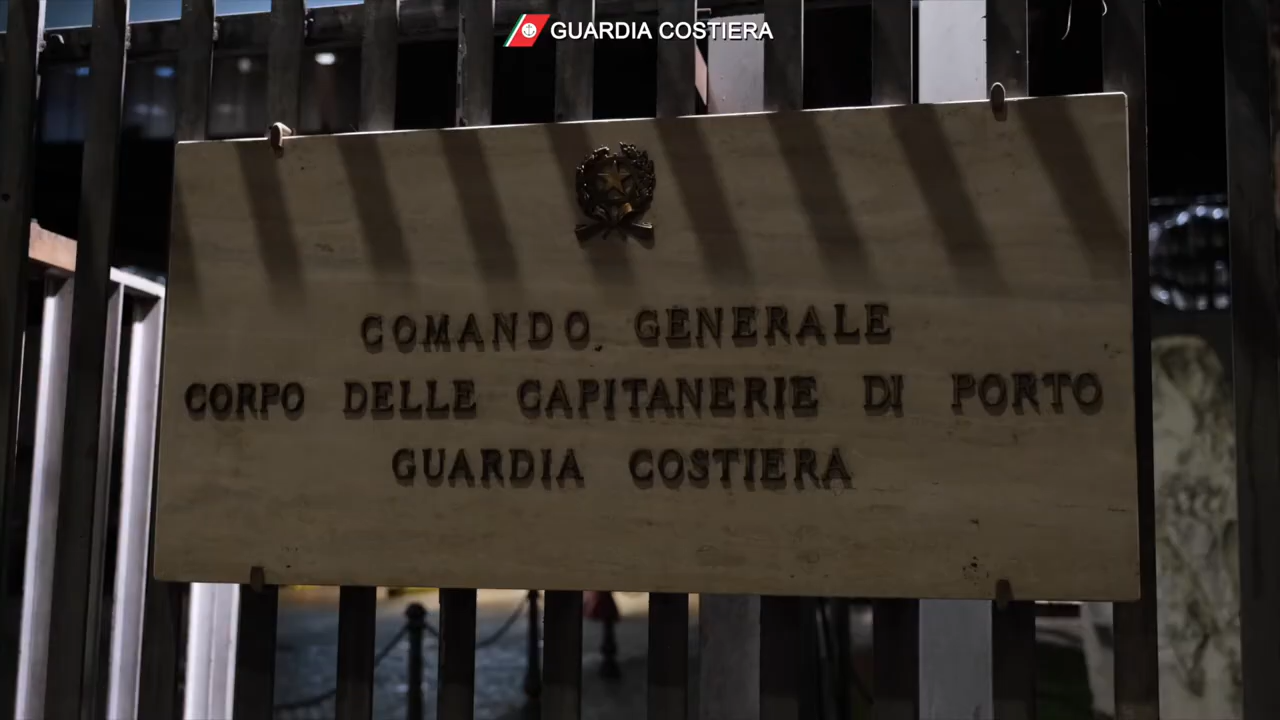 GUARDIA COSTIERA
COMANDO GENERALE
CORPO DELLE CAPITANERIE DI PORTO
GUARDIA COSTIERA